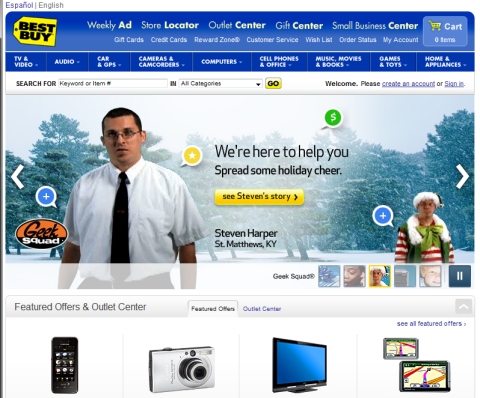 Español | English
BEST BUY
Weekly Ad Store Locator Outlet Center Gift Center Small Business Center
Cart
0 Items
Gift Cards Credit Cards Reward Zone® Customer Service Wish List Order Status My Account
TV & VIDEO
AUDIO
CAR & GPS
CAMERAS & CAMCORDERS
COMPUTERS
CELL PHONES & OFFICE
MUSIC, MOVIES & BOOKS
GAMES & TOYS
HOME & APPLIANCES
SEARCH FOR Keyword or Item # IN All Categories GO
Welcome. Please create an account or Sign in.
We're here to help you
Spread some holiday cheer.
see Steven's story ›
Steven Harper
St. Matthews, KY
Geek Squad
Geek Squad®
Featured Offers & Outlet Center
Featured Offers
Outlet Center
see all featured offers ›